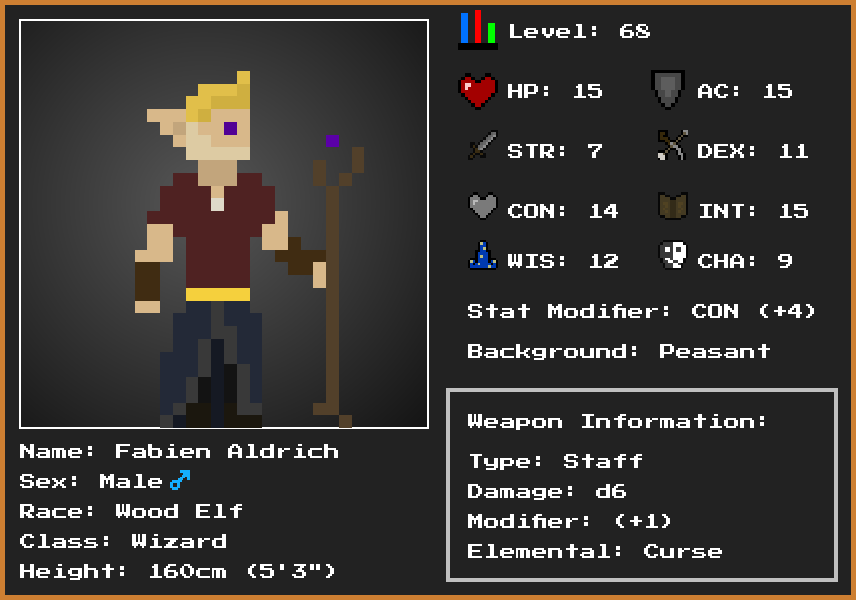 Level: 68
HP: 15 AC: 15
STR: 7 DEX: 11
CON: 14 INT: 15
WIS: 12 CHA: 9
Stat Modifier: CON (+4)
Background: Peasant
Weapon Information:
Type: Staff
Damage: d6
Modifier: (+1)
Elemental: Curse
Name: Fabien Aldrich
Sex: Male♂
Race: Wood Elf
Class: Wizard
Height: 160cm (5'3")